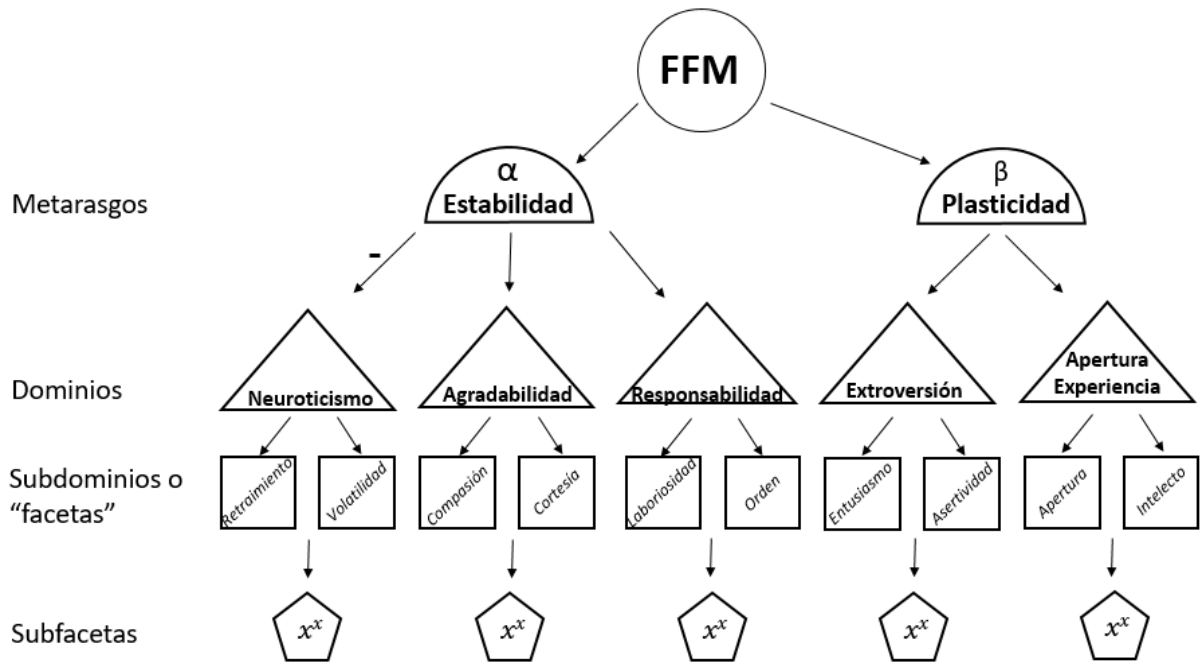 FFM
α
Estabilidad
β
Plasticidad
Metarasgos
-
Dominios
Neuroticismo
Agradabilidad
Responsabilidad
Extroversión
Apertura
Experiencia
Subdominios o
“facetas”
Retraimiento
Volatilidad
Compasión
Cortesía
Laboriosidad
Orden
Entusiasmo
Asertividad
Apertura
Intelecto
Subfacetas
xˣ
xˣ
xˣ
xˣ
xˣ